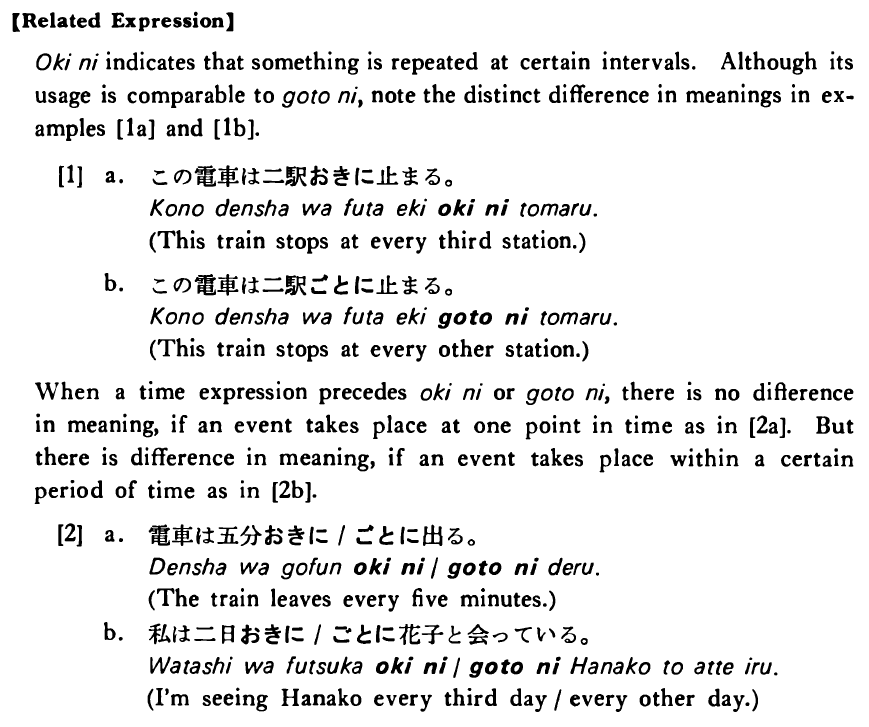 【Related Expression】
Oki ni indicates that something is repeated at certain intervals. Although its
usage is comparable to goto ni, note the distinct difference in meanings in ex-
amples [1a] and [1b].
[1] a. この電車は二駅おきに止まる。
Kono densha wa futa eki oki ni tomaru.
(This train stops at every third station.)
b. この電車は二駅ごとに止まる。
Kono densha wa futa eki goto ni tomaru.
(This train stops at every other station.)
When a time expression precedes oki ni or goto ni, there is no difference
in meaning, if an event takes place at one point in time as in [2a]. But
there is difference in meaning, if an event takes place within a certain
period of time as in [2b].
[2] a. 電車は五分おきに / ごとに出る。
Densha wa gofun oki ni / goto ni deru.
(The train leaves every five minutes.)
b. 私は二日おきに / ごとに花子と会っている。
Watashi wa futsuka oki ni / goto ni Hanako to atte iru.
(I'm seeing Hanako every third day / every other day.)